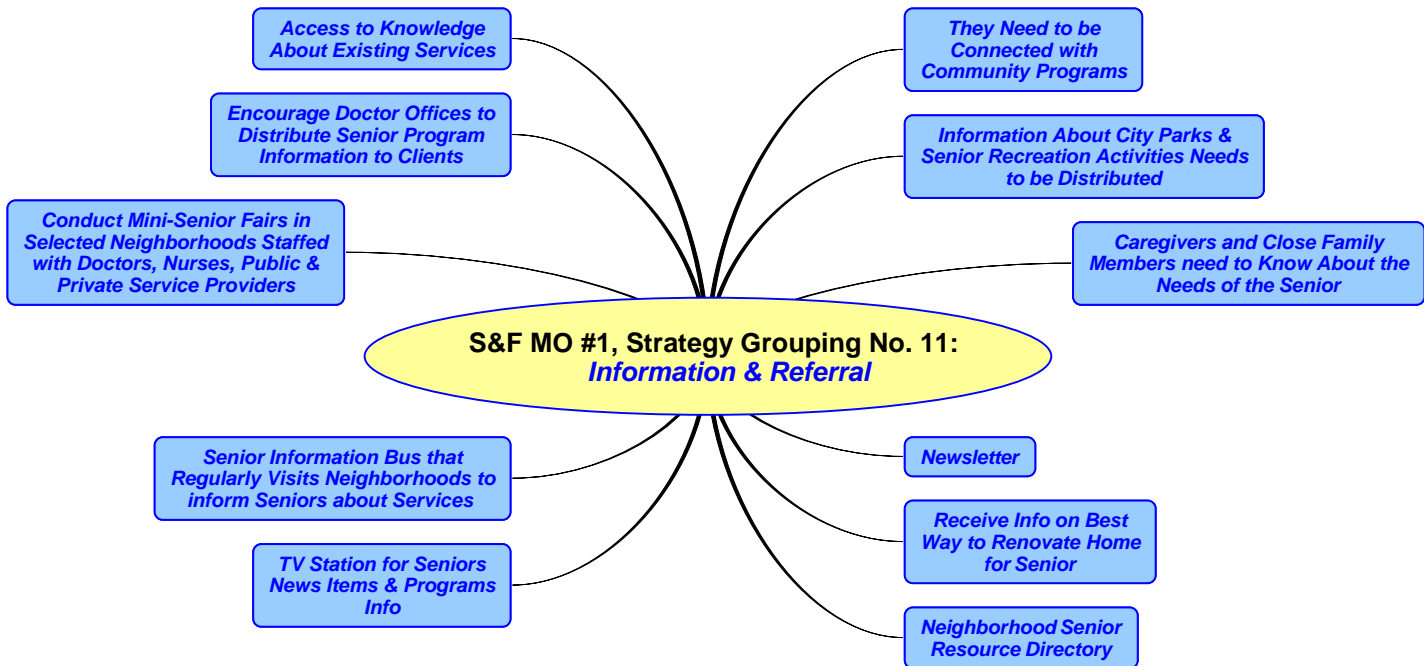 Access to Knowledge
About Existing Services
Encourage Doctor Offices to
Distribute Senior Program
Information to Clients
Conduct Mini-Senior Fairs in
Selected Neighborhoods Staffed
with Doctors, Nurses, Public &
Private Service Providers
They Need to be
Connected with
Community Programs
Information About City Parks &
Senior Recreation Activities Needs
to be Distributed
Caregivers and Close Family
Members need to Know About the
Needs of the Senior
S&F MO #1, Strategy Grouping No. 11:
Information & Referral
Senior Information Bus that
Regularly Visits Neighborhoods to
inform Seniors about Services
TV Station for Seniors
News Items & Programs
Info
Newsletter
Receive Info on Best
Way to Renovate Home
for Senior
Neighborhood Senior
Resource Directory